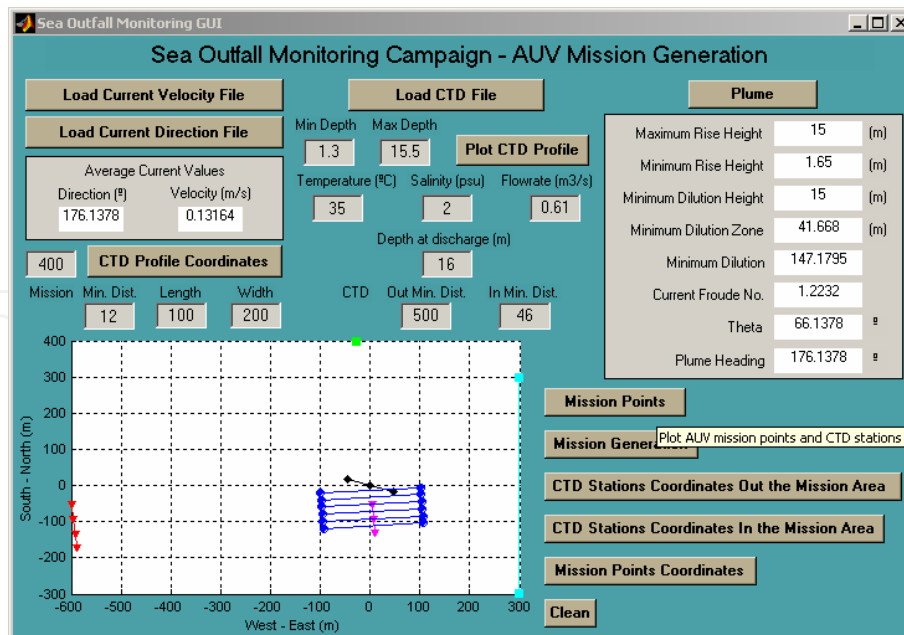 Sea Outfall Monitoring GUI
Sea Outfall Monitoring Campaign - AUV Mission Generation
Load Current Velocity File
Load CTD File
Plume
Load Current Direction File
Min Depth Max Depth
1.3 15.5
Plot CTD Profile
Average Current Values
Direction (º) Velocity (m/s)
176.1378 0.13164
Temperature (ºC) Salinity (psu) Flowrate (m3/s)
35 2 0.61
Depth at discharge (m)
16
400
CTD Profile Coordinates
Mission Min. Dist. Length Width
12 100 200
CTD Out Min. Dist. In Min. Dist.
500 46
Maximum Rise Height 15 (m)
Minimum Rise Height 1.65 (m)
Minimum Dilution Height 15 (m)
Minimum Dilution Zone 41.668 (m)
Minimum Dilution 147.1795
Current Froude No. 1.2232
Theta 66.1378 º
Plume Heading 176.1378 º
400
300
200
100
0
-100
-200
-300
South - North (m)
-600 -500 -400 -300 -200 -100 0 100 200 300
West - East (m)
Mission Points
Plot AUV mission points and CTD stations
Mission Generation
CTD Stations Coordinates Out the Mission Area
CTD Stations Coordinates In the Mission Area
Mission Points Coordinates
Clean